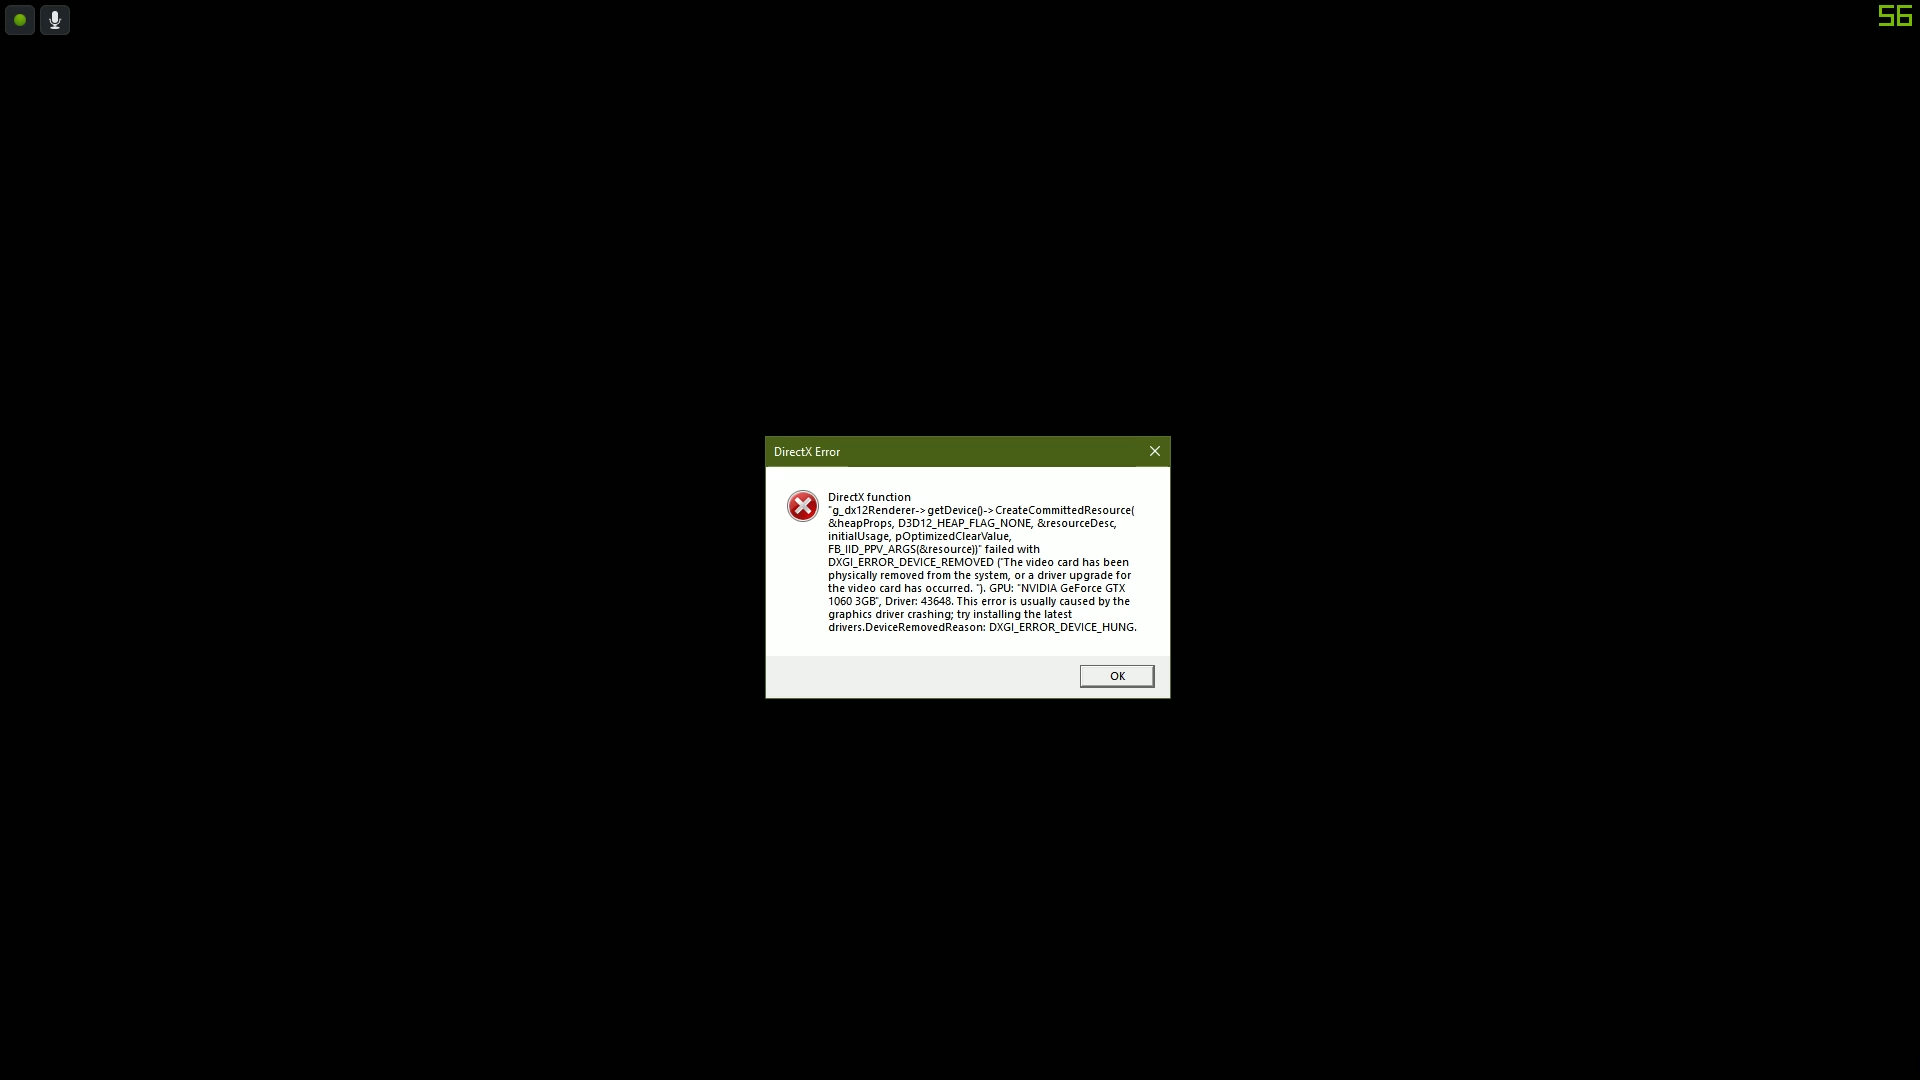 56
DirectX Error
DirectX function
"g_dx12Renderer->getDevice()->CreateCommittedResource(
&heapProps, D3D12_HEAP_FLAG_NONE, &resourceDesc,
initialUsage, pOptimizedClearValue,
FB_IID_PPV_ARGS(&resource))" failed with
DXGI_ERROR_DEVICE_REMOVED ("The video card has been
physically removed from the system, or a driver upgrade for
the video card has occurred. "). GPU: "NVIDIA GeForce GTX
1060 3GB", Driver: 43648. This error is usually caused by the
graphics driver crashing; try installing the latest
drivers.DeviceRemovedReason: DXGI_ERROR_DEVICE_HUNG.
OK